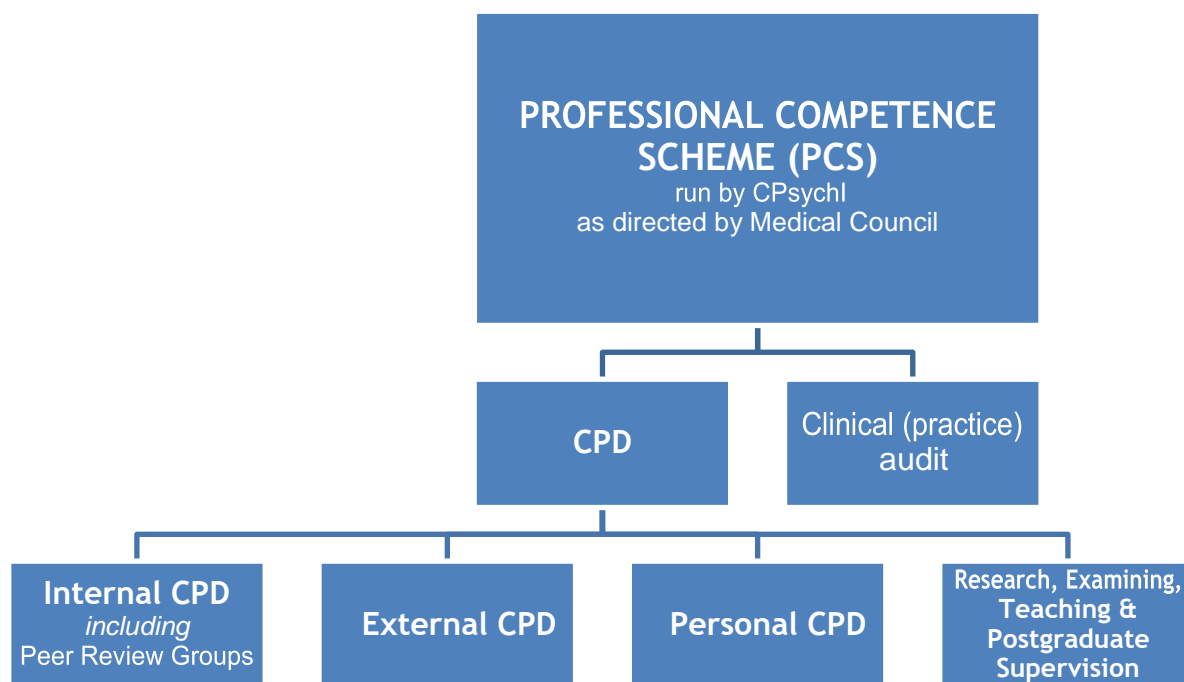 PROFESSIONAL COMPETENCE
SCHEME (PCS)
run by CPsychI
as directed by Medical Council
CPD
Clinical (practice)
audit
Internal CPD
including
Peer Review Groups
External CPD
Personal CPD
Research, Examining,
Teaching &
Postgraduate
Supervision